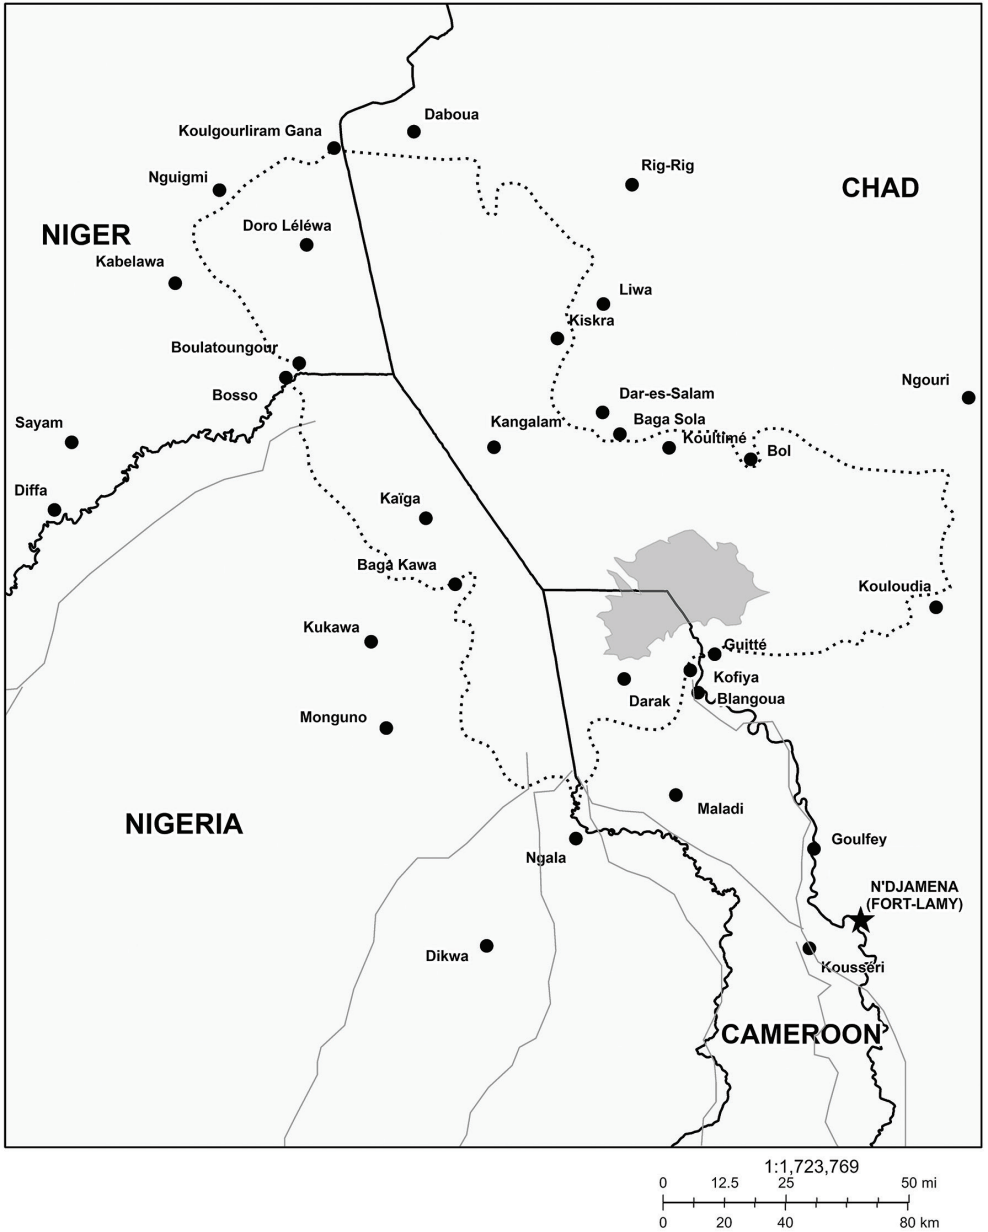 Daboua
Koulgourliram Gana
Rig-Rig
Nguigmi
CHAD
Doro Léléwa
NIGER
Kabelawa
Liwa
Kiskra
Boulatoungour
Ngouri
Bosso
Dar-es-Salam
Sayam
Kangalam
Baga Sola
Koultimé
Bol
Diffa
Kaïga
Baga Kawa
Kouloudia
Kukawa
Guitté
Kofiya
Darak
Blangoua
Monguno
Maladi
NIGERIA
Goulfey
Ngala
N'DJAMENA
(FORT-LAMY)
Dikwa
Kousséri
CAMEROON
1:1,723,769
0 12.5 25 50 mi
0 20 40 80 km